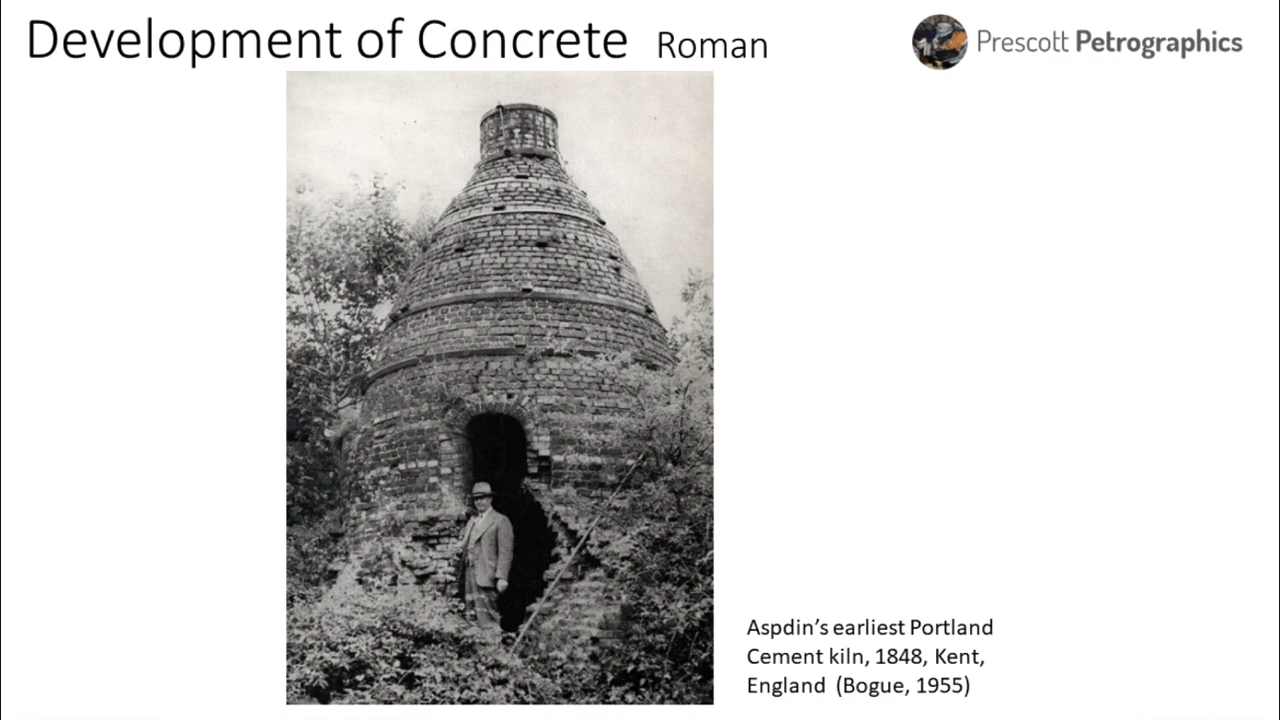 Development of Concrete Roman
Prescott Petrographics
Aspdin's earliest Portland
Cement kiln, 1848, Kent,
England (Bogue, 1955)